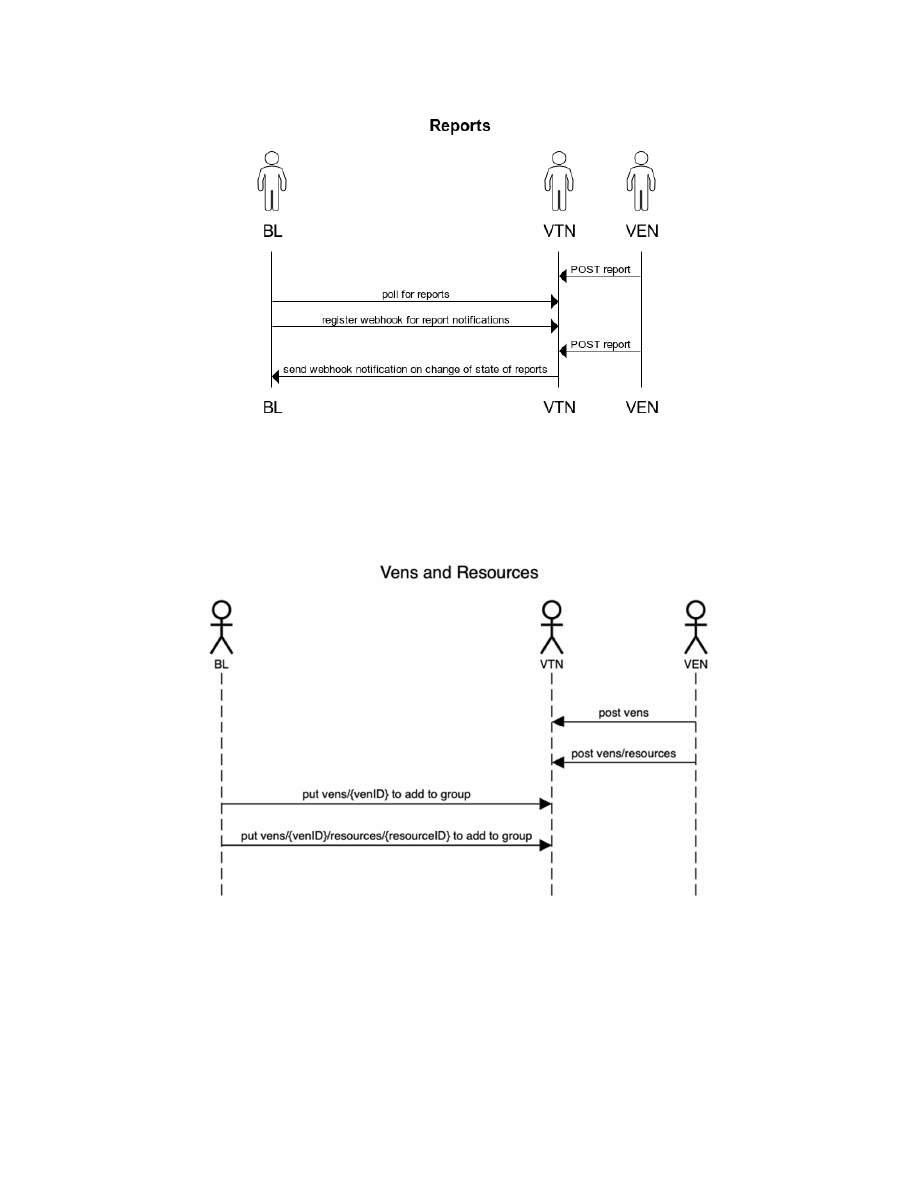 Reports
BL VTN VEN
POST report
poll for reports
register webhook for report notifications
POST report
send webhook notification on change of state of reports
BL VTN VEN
Vens and Resources
BL VTN VEN
post vens
post vens/resources
put vens/{venID} to add to group
put vens/{venID}/resources/{resourceID} to add to group